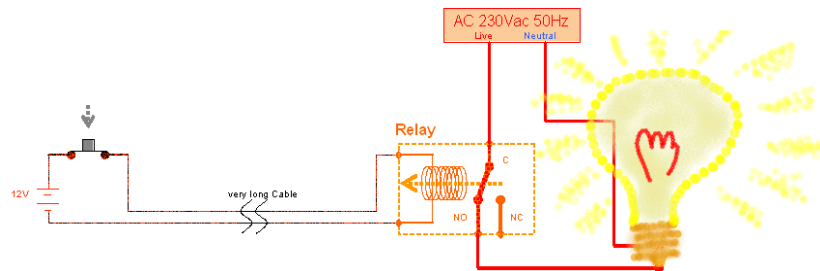 AC 230Vac 50Hz
Live Neutral
Relay
C
12V
very long Cable
NO NC